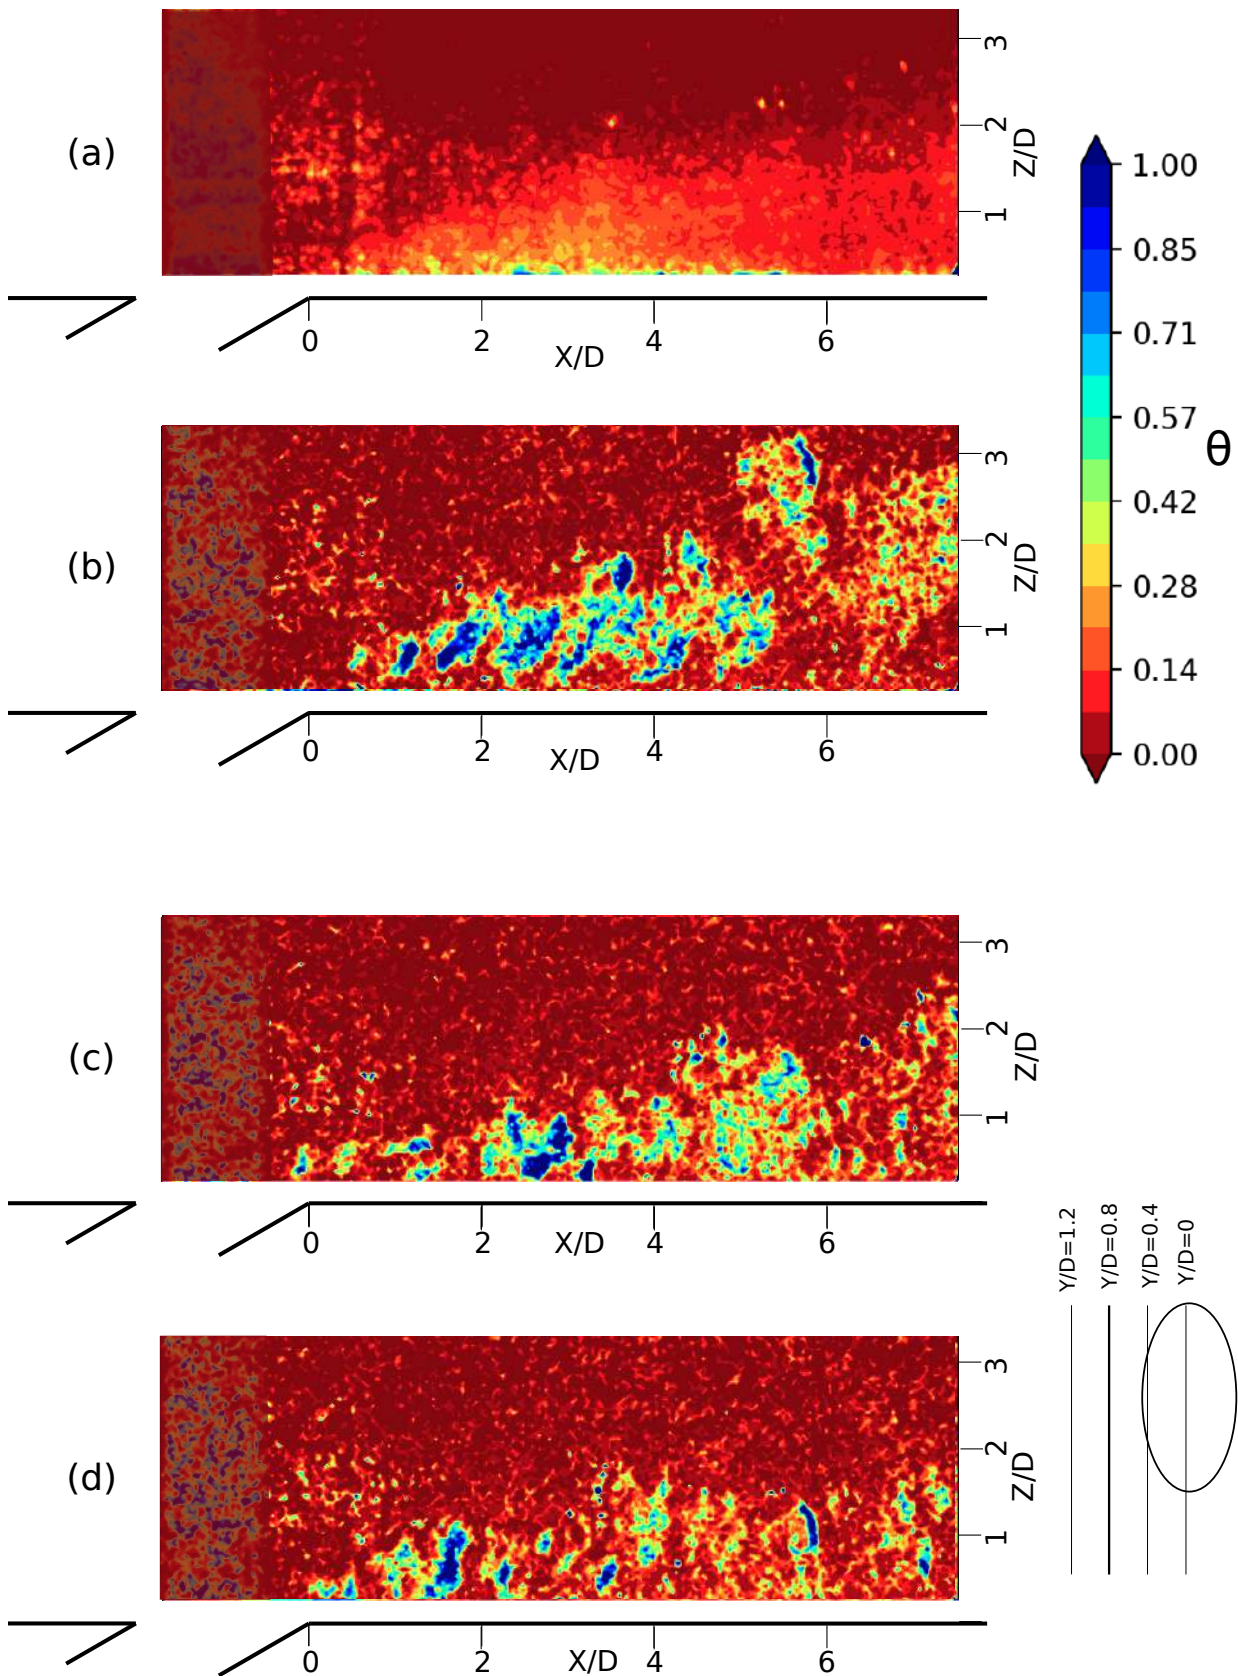 (a)
3
2
1
Z/D
0 2 4 6
X/D
1.00
0.85
0.71
0.57
0.42
0.28
0.14
0.00
θ
(b)
3
2
1
Z/D
0 2 4 6
X/D
(c)
3
2
1
Z/D
0 2 4 6
X/D
Y/D=1.2
Y/D=0.8
Y/D=0.4
Y/D=0
(d)
3
2
1
Z/D
0 2 4 6
X/D